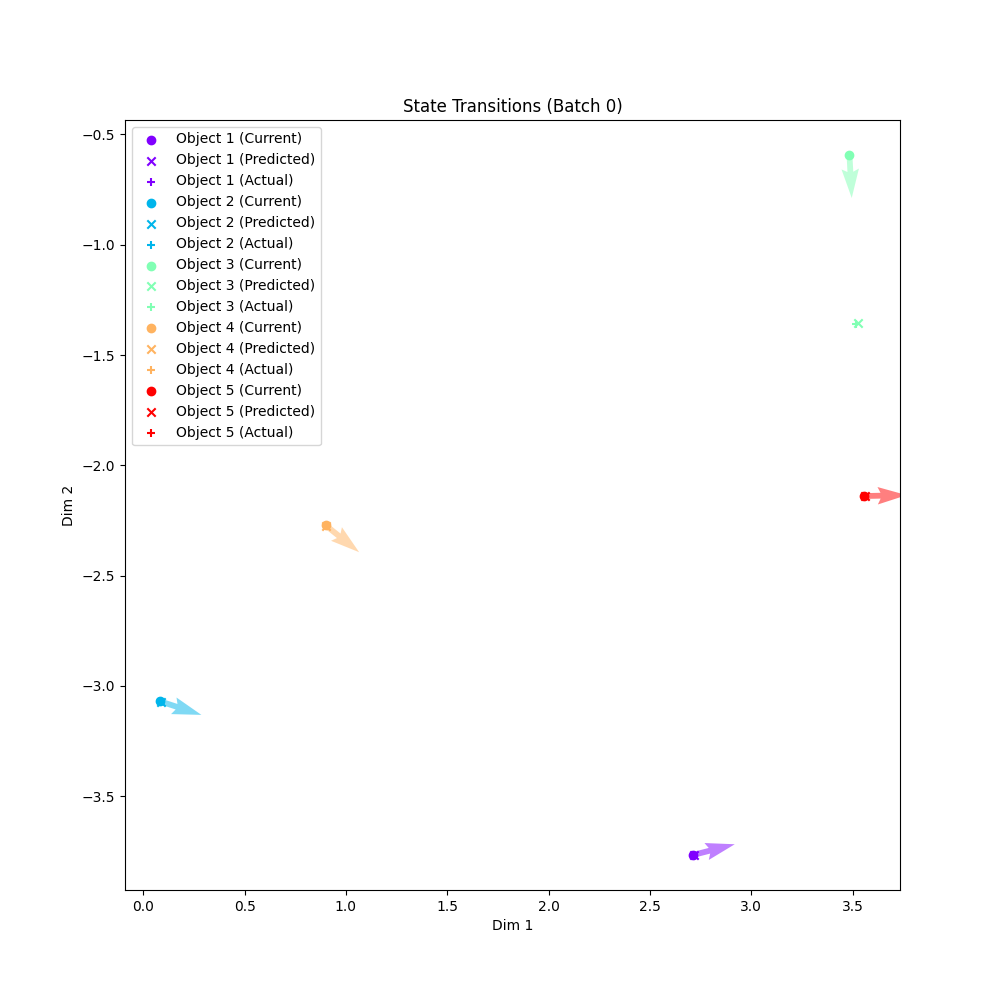 State Transitions (Batch 0)
Object 1 (Current)
Object 1 (Predicted)
Object 1 (Actual)
Object 2 (Current)
Object 2 (Predicted)
Object 2 (Actual)
Object 3 (Current)
Object 3 (Predicted)
Object 3 (Actual)
Object 4 (Current)
Object 4 (Predicted)
Object 4 (Actual)
Object 5 (Current)
Object 5 (Predicted)
Object 5 (Actual)
−0.5
−1.0
−1.5
−2.0
−2.5
−3.0
−3.5
Dim 2
0.0 0.5 1.0 1.5 2.0 2.5 3.0 3.5
Dim 1